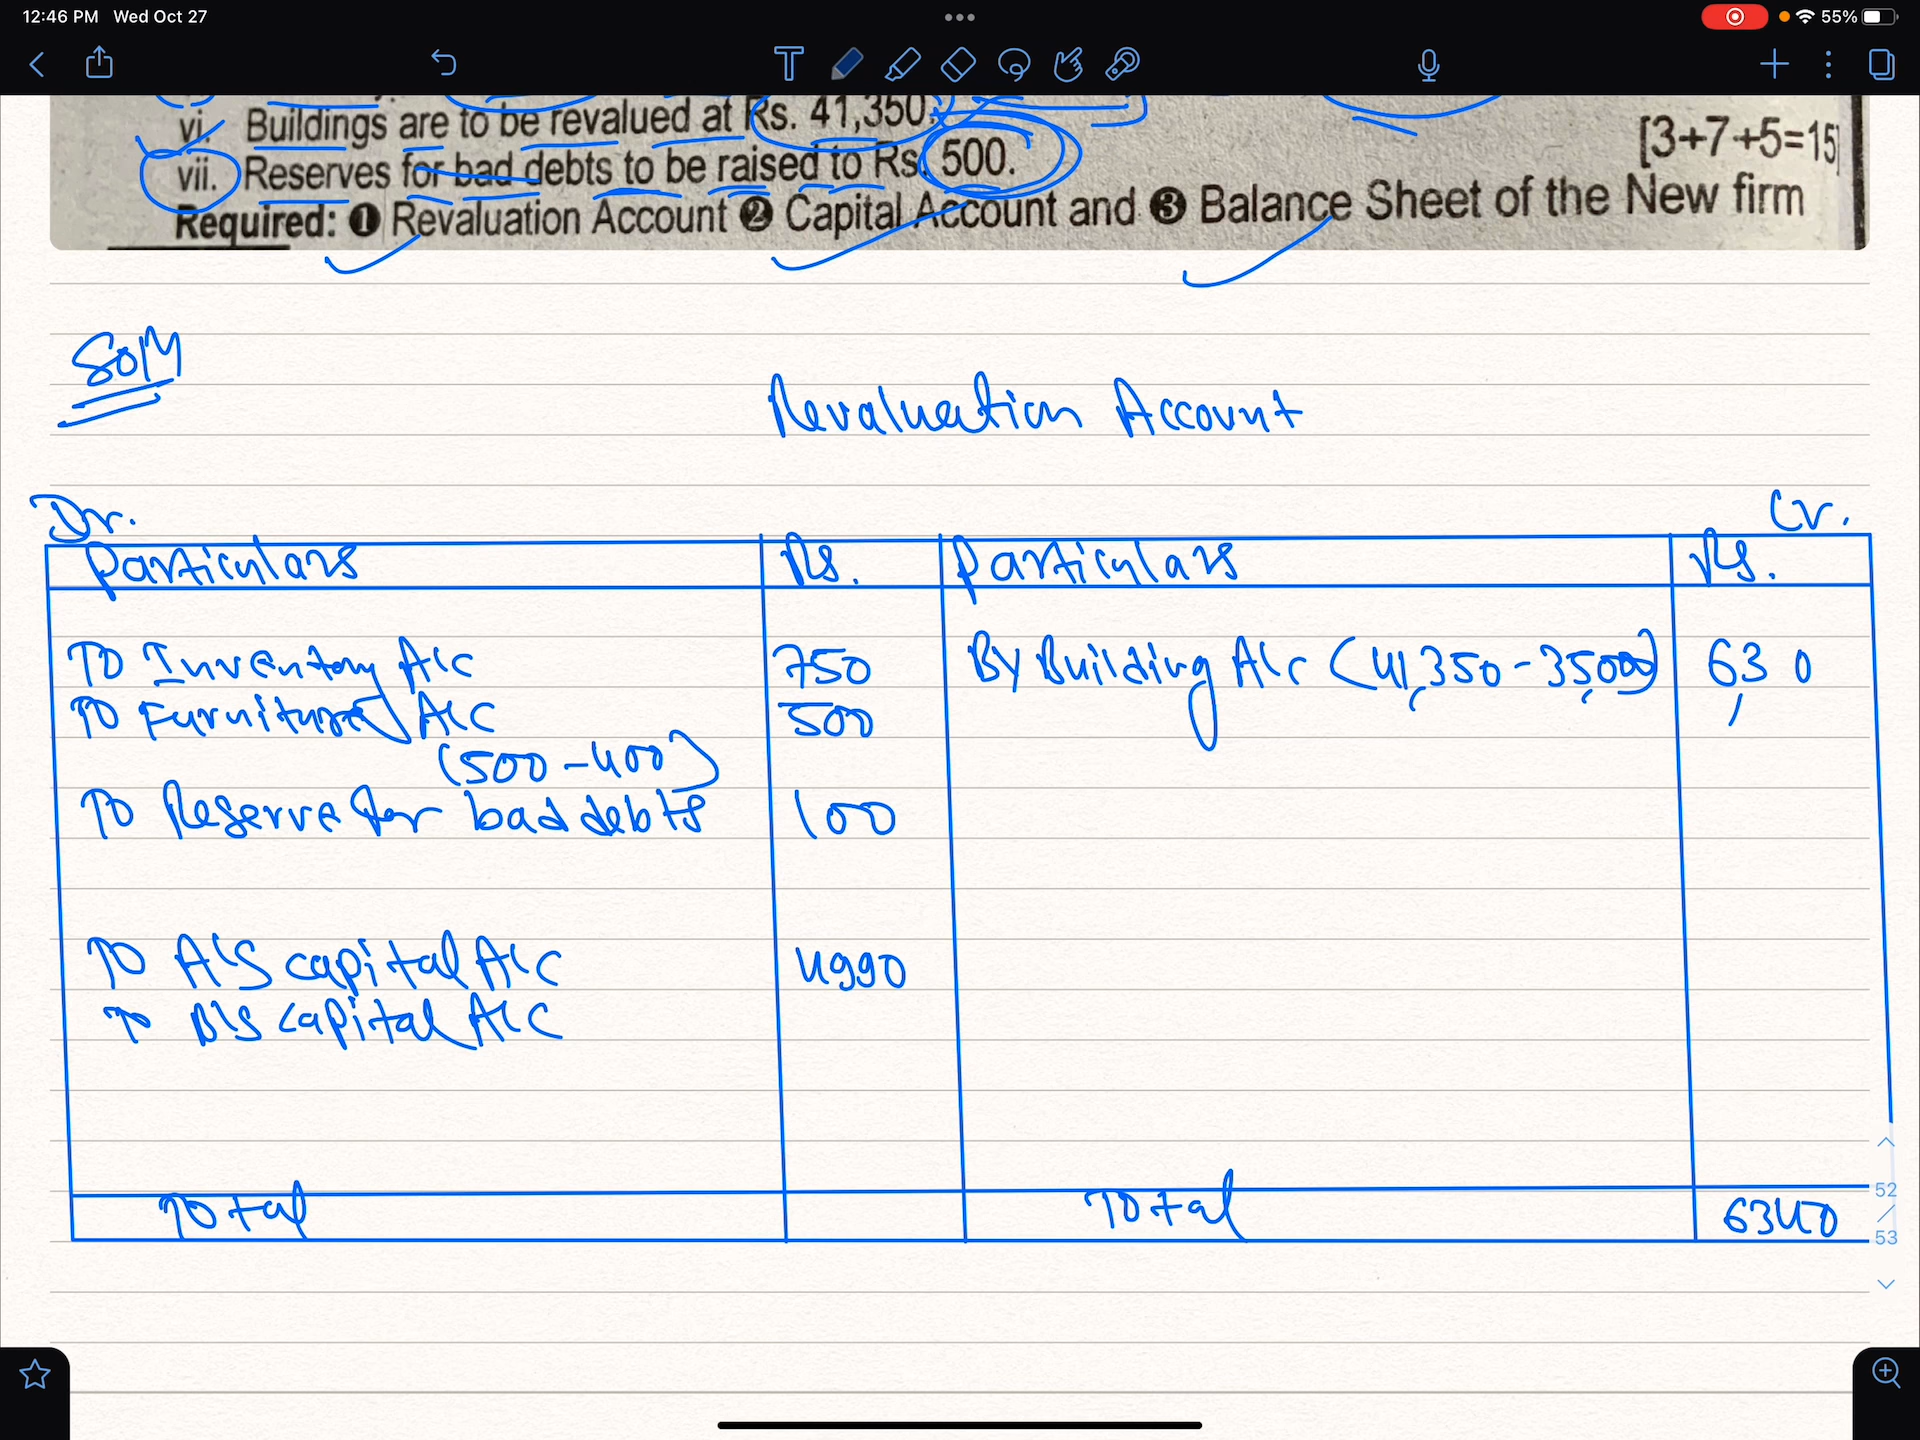 12:46 PM Wed Oct 27
55%
vi. Buildings are to be revalued at Rs. 41,350.
vii. Reserves for bad debts to be raised to Rs. 500.
[3+7+5=15]
Required: ❶ Revaluation Account ❷ Capital Account and ❸ Balance Sheet of the New firm
Revaluation Account
Dr. Cr.
Particulars Rs. Particulars Rs.
To Inventory A/c 750 By Building A/c (41,350-35,000) 63 0
To Furniture A/c 500
(500-400)
To Reserve for bad debts 100
To A's capital A/c 4990
To B's capital A/c
Total Total 6340
52
53